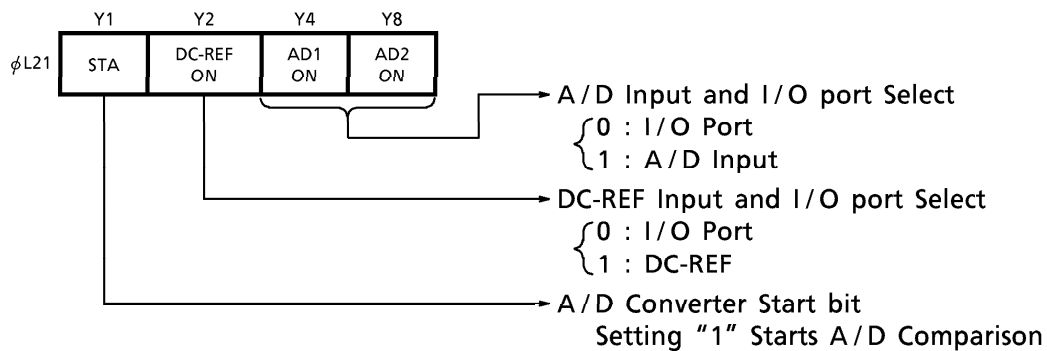 Y1 Y2 Y4 Y8
φL21 STA DC-REF ON AD1 ON AD2 ON
A/D Input and I/O port Select
0 : I/O Port
1 : A/D Input
DC-REF Input and I/O port Select
0 : I/O Port
1 : DC-REF
A/D Converter Start bit
Setting “1” Starts A/D Comparison